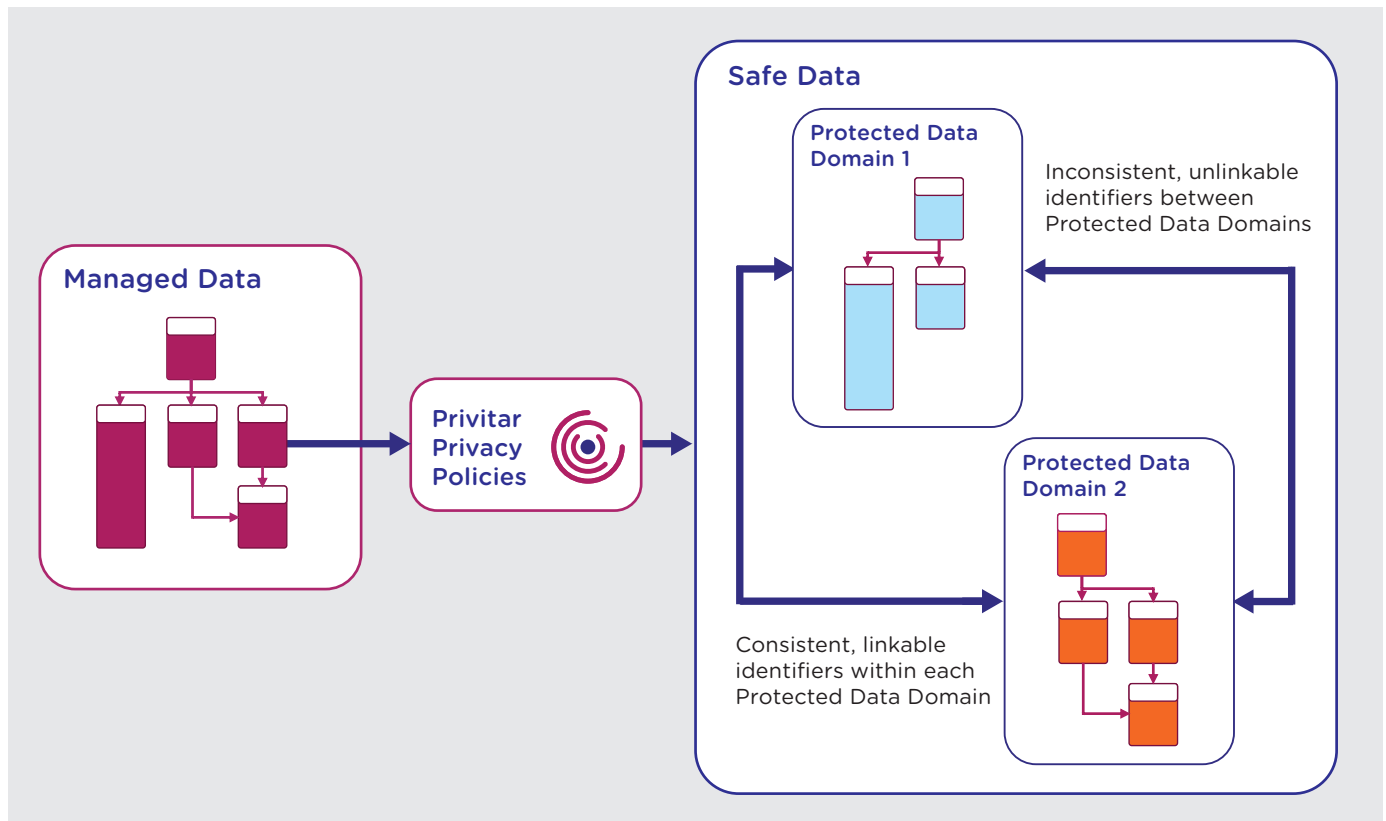 Managed Data
Privitar
Privacy
Policies
Safe Data
Protected Data
Domain 1
Inconsistent, unlinkable
identifiers between
Protected Data Domains
Protected Data
Domain 2
Consistent, linkable
identifiers within each
Protected Data Domain